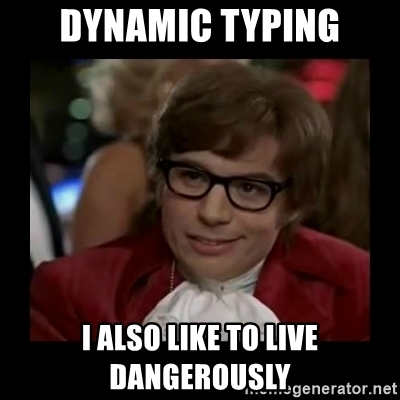 DYNAMIC TYPING
I ALSO LIKE TO LIVE
DANGEROUSLY
memegenerator.net